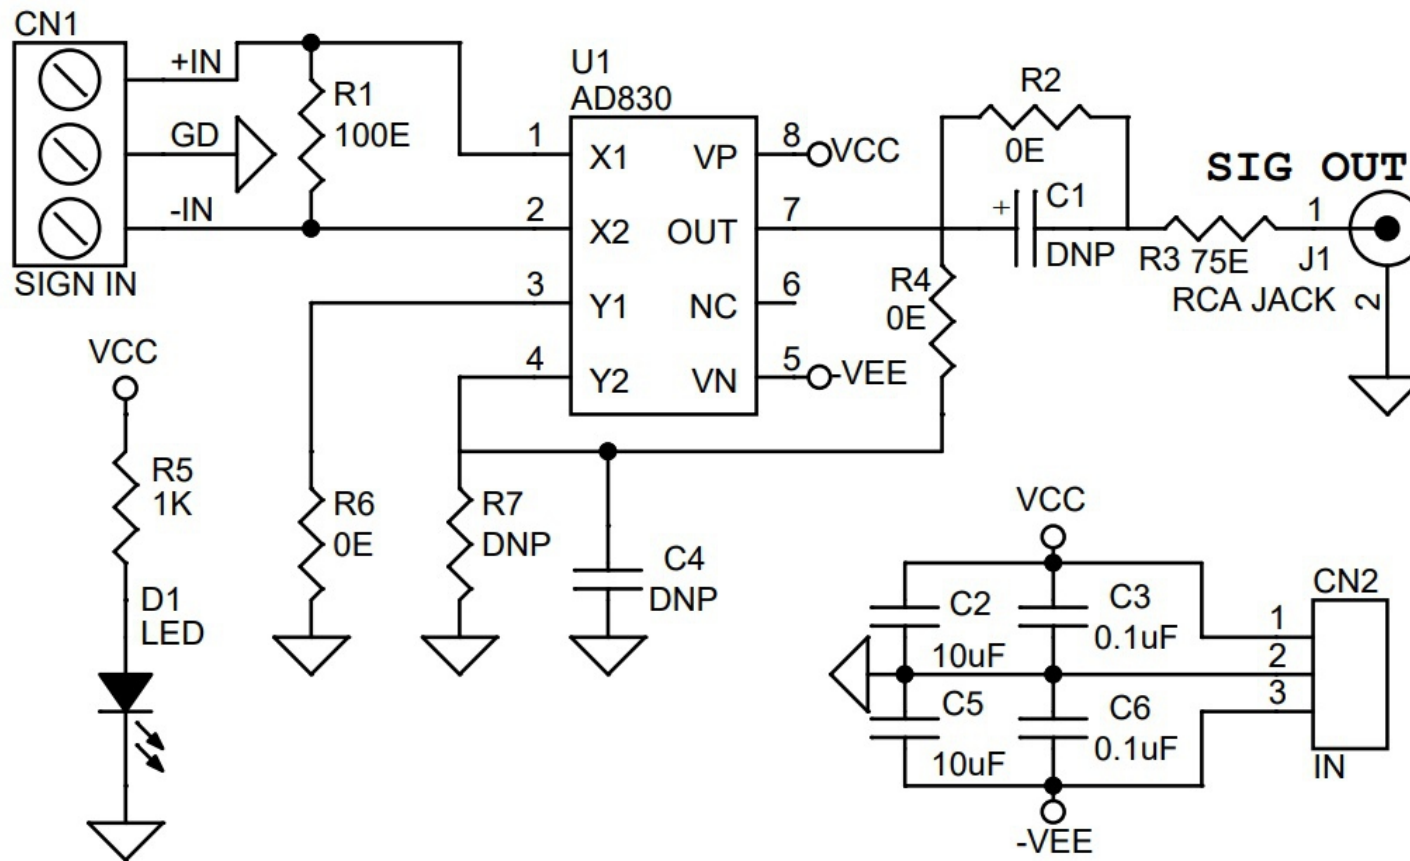 CN1
+IN
GD
-IN
SIGN IN
R1
100E
U1
AD830
1
2
3
4
X1
X2
Y1
Y2
VP
OUT
NC
VN
8
7
6
5
VCC
-VEE
R2
0E
+
C1
DNP
R4
0E
SIG OUT
R3
75E
1
J1
RCA JACK
2
VCC
R5
1K
D1
LED
R6
0E
R7
DNP
C4
DNP
VCC
C2
10uF
C3
0.1uF
C5
10uF
C6
0.1uF
-VEE
CN2
1
2
3
IN